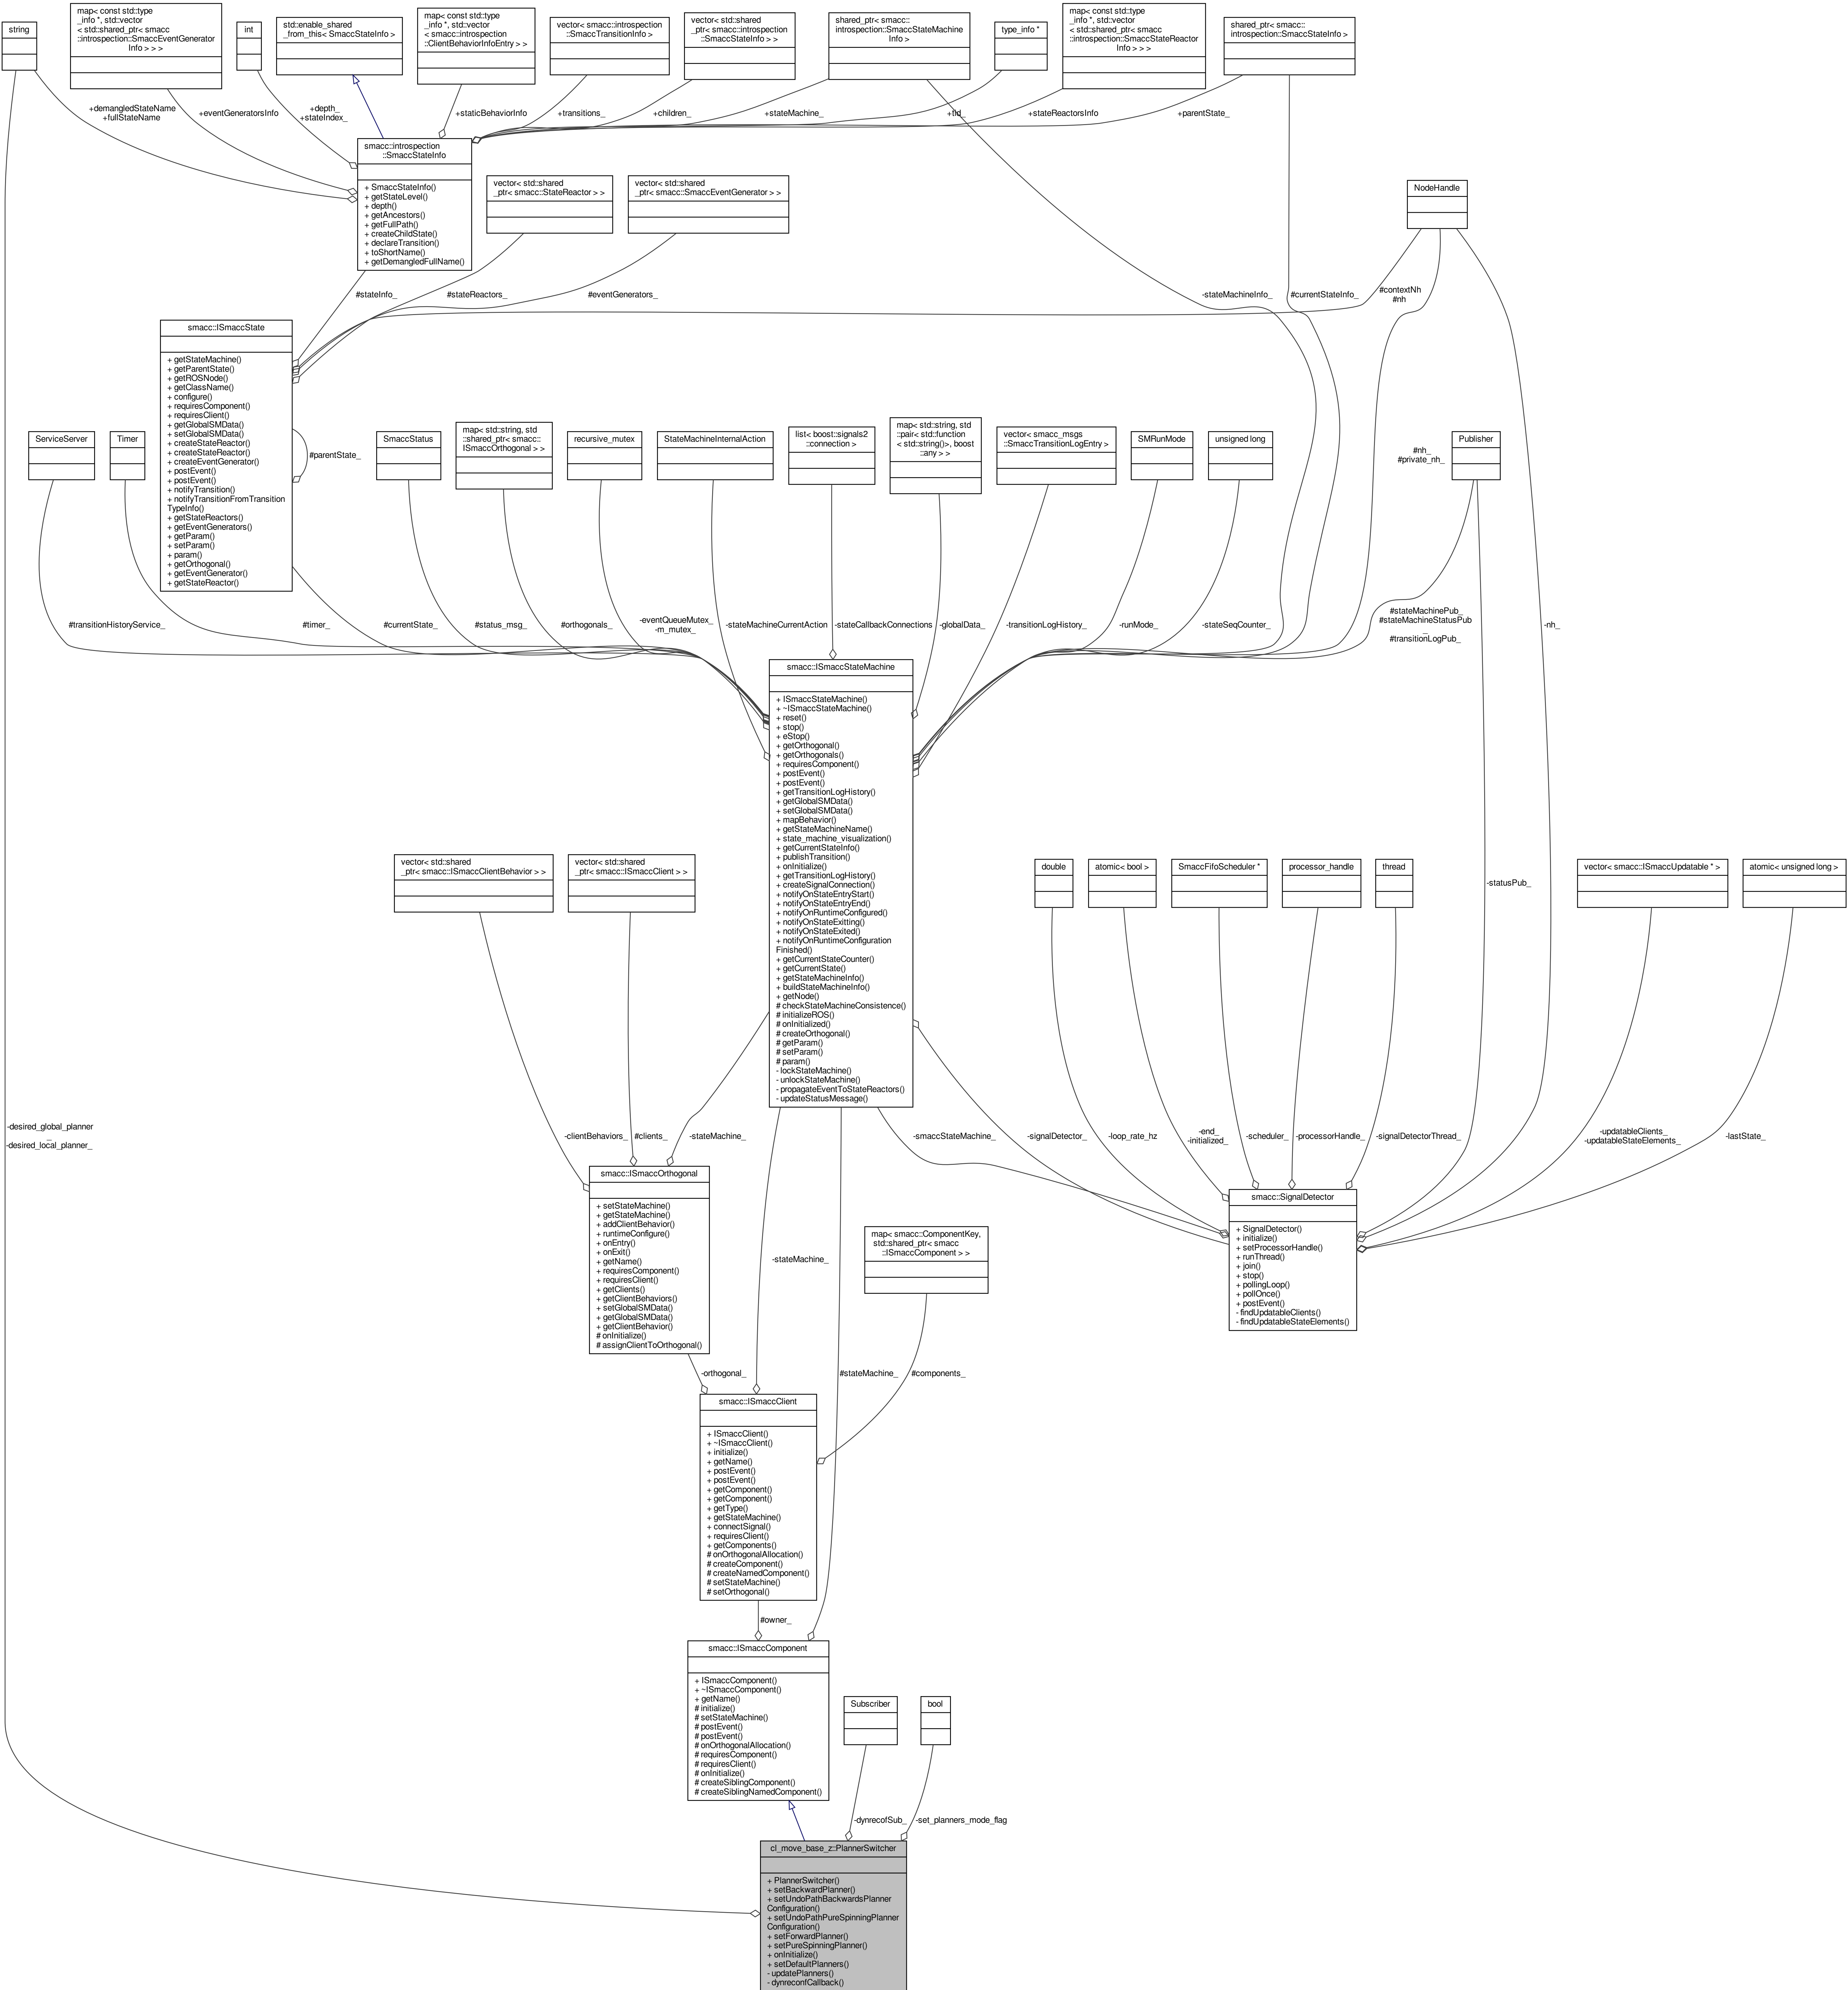 string
map< const std::type
_info *, std::vector
< std::shared_ptr< smacc
::introspection::SmaccEventGenerator
Info > > >
int
std::enable_shared
_from_this< SmaccStateInfo >
map< const std::type
_info *, std::vector
< smacc::introspection
::ClientBehaviorInfoEntry > >
vector< smacc::introspection
::SmaccTransitionInfo >
vector< std::shared
_ptr< smacc::introspection
::SmaccStateInfo > >
shared_ptr< smacc::
introspection::SmaccStateMachine
Info >
type_info *
map< const std::type
_info *, std::vector
< std::shared_ptr< smacc
::introspection::SmaccStateReactor
Info > > >
shared_ptr< smacc::
introspection::SmaccStateInfo >
+demangledStateName
+fullStateName
+eventGeneratorsInfo
+depth_
+stateIndex_
+staticBehaviorInfo
+transitions_
+children_
+stateMachine_
+tid_
+stateReactorsInfo
+parentState_
smacc::introspection
::SmaccStateInfo
+ SmaccStateInfo()
+ getStateLevel()
+ depth()
+ getAncestors()
+ getFullPath()
+ createChildState()
+ declareTransition()
+ toShortName()
+ getDemangledFullName()
vector< std::shared
_ptr< smacc::StateReactor > >
vector< std::shared
_ptr< smacc::SmaccEventGenerator > >
NodeHandle
#stateInfo_
#stateReactors_
#eventGenerators_
-stateMachineInfo_
#currentStateInfo_
#contextNh
#nh
smacc::ISmaccState
+ getStateMachine()
+ getParentState()
+ getROSNode()
+ getClassName()
+ configure()
+ requiresComponent()
+ requiresClient()
+ getGlobalSMData()
+ setGlobalSMData()
+ createStateReactor()
+ createStateReactor()
+ createEventGenerator()
+ postEvent()
+ postEvent()
+ notifyTransition()
+ notifyTransitionFromTransition
TypeInfo()
+ getStateReactors()
+ getEventGenerators()
+ getParam()
+ setParam()
+ param()
+ getOrthogonal()
+ getEventGenerator()
+ getStateReactor()
#parentState_
ServiceServer
Timer
SmaccStatus
map< std::string, std
::shared_ptr< smacc::
ISmaccOrthogonal > >
recursive_mutex
StateMachineInternalAction
list< boost::signals2
::connection >
map< std::string, std
::pair< std::function
< std::string()>, boost
::any > >
vector< smacc_msgs
::SmaccTransitionLogEntry >
SMRunMode
unsigned long
#nh_
#private_nh_
Publisher
#transitionHistoryService_
#timer_
#currentState_
#status_msg_
#orthogonals_
-eventQueueMutex_
-m_mutex_
-stateMachineCurrentAction
-stateCallbackConnections
-globalData_
-transitionLogHistory_
-runMode_
-stateSeqCounter_
#stateMachinePub_
#stateMachineStatusPub
_
#transitionLogPub_
-nh_
smacc::ISmaccStateMachine
+ ISmaccStateMachine()
+ ~ISmaccStateMachine()
+ reset()
+ stop()
+ eStop()
+ getOrthogonal()
+ getOrthogonals()
+ requiresComponent()
+ postEvent()
+ postEvent()
+ getTransitionLogHistory()
+ getGlobalSMData()
+ setGlobalSMData()
+ mapBehavior()
+ getStateMachineName()
+ state_machine_visualization()
+ getCurrentStateInfo()
+ publishTransition()
+ onInitialize()
+ getTransitionLogHistory()
+ createSignalConnection()
+ notifyOnStateEntryStart()
+ notifyOnStateEntryEnd()
+ notifyOnRuntimeConfigured()
+ notifyOnStateExitting()
+ notifyOnStateExited()
+ notifyOnRuntimeConfiguration
Finished()
+ getCurrentStateCounter()
+ getCurrentState()
+ getStateMachineInfo()
+ buildStateMachineInfo()
+ getNode()
# checkStateMachineConsistence()
# initializeROS()
# onInitialized()
# createOrthogonal()
# getParam()
# setParam()
# param()
- lockStateMachine()
- unlockStateMachine()
- propagateEventToStateReactors()
- updateStatusMessage()
vector< std::shared
_ptr< smacc::ISmaccClientBehavior > >
vector< std::shared
_ptr< smacc::ISmaccClient > >
double
atomic< bool >
SmaccFifoScheduler *
processor_handle
thread
-statusPub_
vector< smacc::ISmaccUpdatable * >
atomic< unsigned long >
-desired_global_planner
_
-desired_local_planner_
-clientBehaviors_
#clients_
-stateMachine_
-smaccStateMachine_
-signalDetector_
-loop_rate_hz
-end_
-initialized_
-scheduler_
-processorHandle_
-signalDetectorThread_
-updatableClients_
-updatableStateElements_
-lastState_
smacc::ISmaccOrthogonal
+ setStateMachine()
+ getStateMachine()
+ addClientBehavior()
+ runtimeConfigure()
+ onEntry()
+ onExit()
+ getName()
+ requiresComponent()
+ requiresClient()
+ getClients()
+ getClientBehaviors()
+ setGlobalSMData()
+ getGlobalSMData()
+ getClientBehavior()
# onInitialize()
# assignClientToOrthogonal()
smacc::SignalDetector
+ SignalDetector()
+ initialize()
+ setProcessorHandle()
+ runThread()
+ join()
+ stop()
+ pollingLoop()
+ pollOnce()
+ postEvent()
- findUpdatableClients()
- findUpdatableStateElements()
map< smacc::ComponentKey,
std::shared_ptr< smacc
::ISmaccComponent > >
-stateMachine_
-orthogonal_
#stateMachine_
#components_
smacc::ISmaccClient
+ ISmaccClient()
+ ~ISmaccClient()
+ initialize()
+ getName()
+ postEvent()
+ postEvent()
+ getComponent()
+ getComponent()
+ getType()
+ getStateMachine()
+ connectSignal()
+ requiresClient()
+ getComponents()
# onOrthogonalAllocation()
# createComponent()
# createNamedComponent()
# setStateMachine()
# setOrthogonal()
#owner_
smacc::ISmaccComponent
+ ISmaccComponent()
+ ~ISmaccComponent()
+ getName()
# initialize()
# setStateMachine()
# postEvent()
# postEvent()
# onOrthogonalAllocation()
# requiresComponent()
# requiresClient()
# onInitialize()
# createSiblingComponent()
# createSiblingNamedComponent()
Subscriber
bool
-dynrecofSub_
-set_planners_mode_flag
cl_move_base_z::PlannerSwitcher
+ PlannerSwitcher()
+ setBackwardPlanner()
+ setUndoPathBackwardsPlanner
Configuration()
+ setUndoPathPureSpinningPlanner
Configuration()
+ setForwardPlanner()
+ setPureSpinningPlanner()
+ onInitialize()
+ setDefaultPlanners()
- updatePlanners()
- dynreconfCallback()